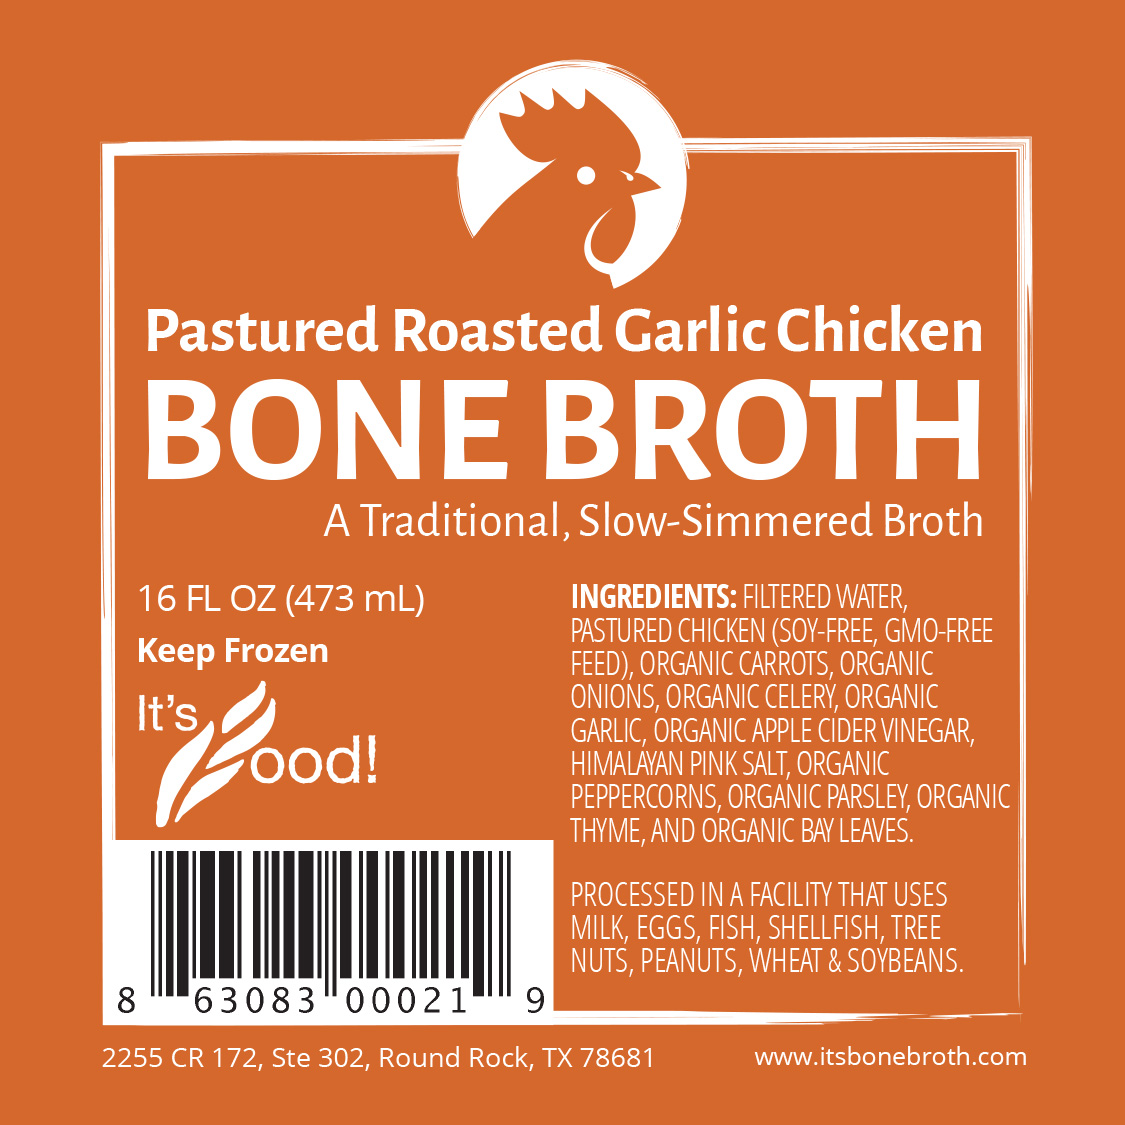 Pastured Roasted Garlic Chicken
BONE BROTH
A Traditional, Slow-Simmered Broth
16 FL OZ (473 mL)
Keep Frozen
It's
Food!
INGREDIENTS: FILTERED WATER,
PASTURED CHICKEN (SOY-FREE, GMO-FREE
FEED), ORGANIC CARROTS, ORGANIC
ONIONS, ORGANIC CELERY, ORGANIC
GARLIC, ORGANIC APPLE CIDER VINEGAR,
HIMALAYAN PINK SALT, ORGANIC
PEPPERCORNS, ORGANIC PARSLEY, ORGANIC
THYME, AND ORGANIC BAY LEAVES.
PROCESSED IN A FACILITY THAT USES
MILK, EGGS, FISH, SHELLFISH, TREE
NUTS, PEANUTS, WHEAT & SOYBEANS.
8 63083 00021 9
2255 CR 172, Ste 302, Round Rock, TX 78681
www.itsbonebroth.com